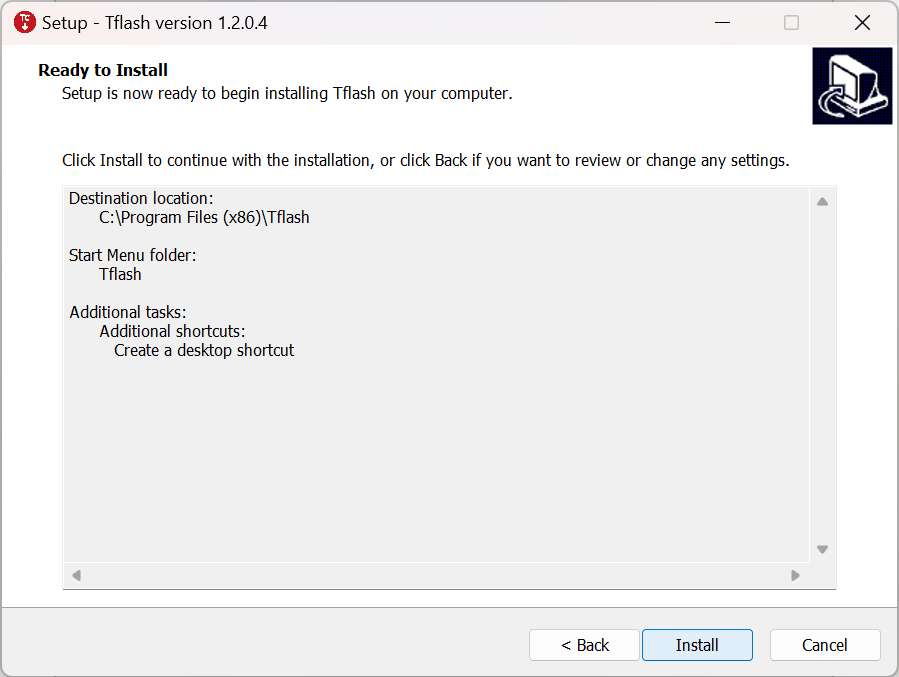 TC
Setup - Tflash version 1.2.0.4
Ready to Install
Setup is now ready to begin installing Tflash on your computer.
Click Install to continue with the installation, or click Back if you want to review or change any settings.
Destination location:
C:\Program Files (x86)\Tflash
Start Menu folder:
Tflash
Additional tasks:
Additional shortcuts:
Create a desktop shortcut
< Back
Install
Cancel